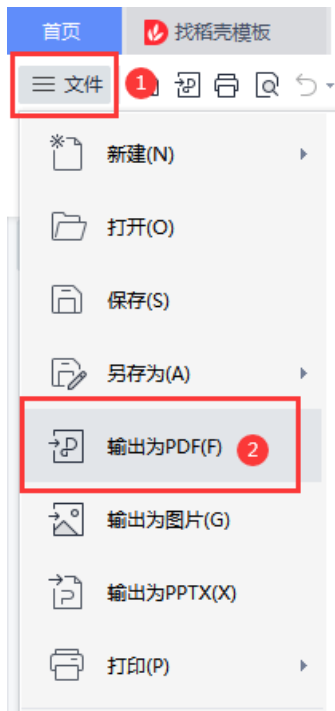 首页 找稻壳模板
文件 1
新建(N)
打开(O)
保存(S)
另存为(A)
输出为PDF(F) 2
输出为图片(G)
输出为PPTX(X)
打印(P)